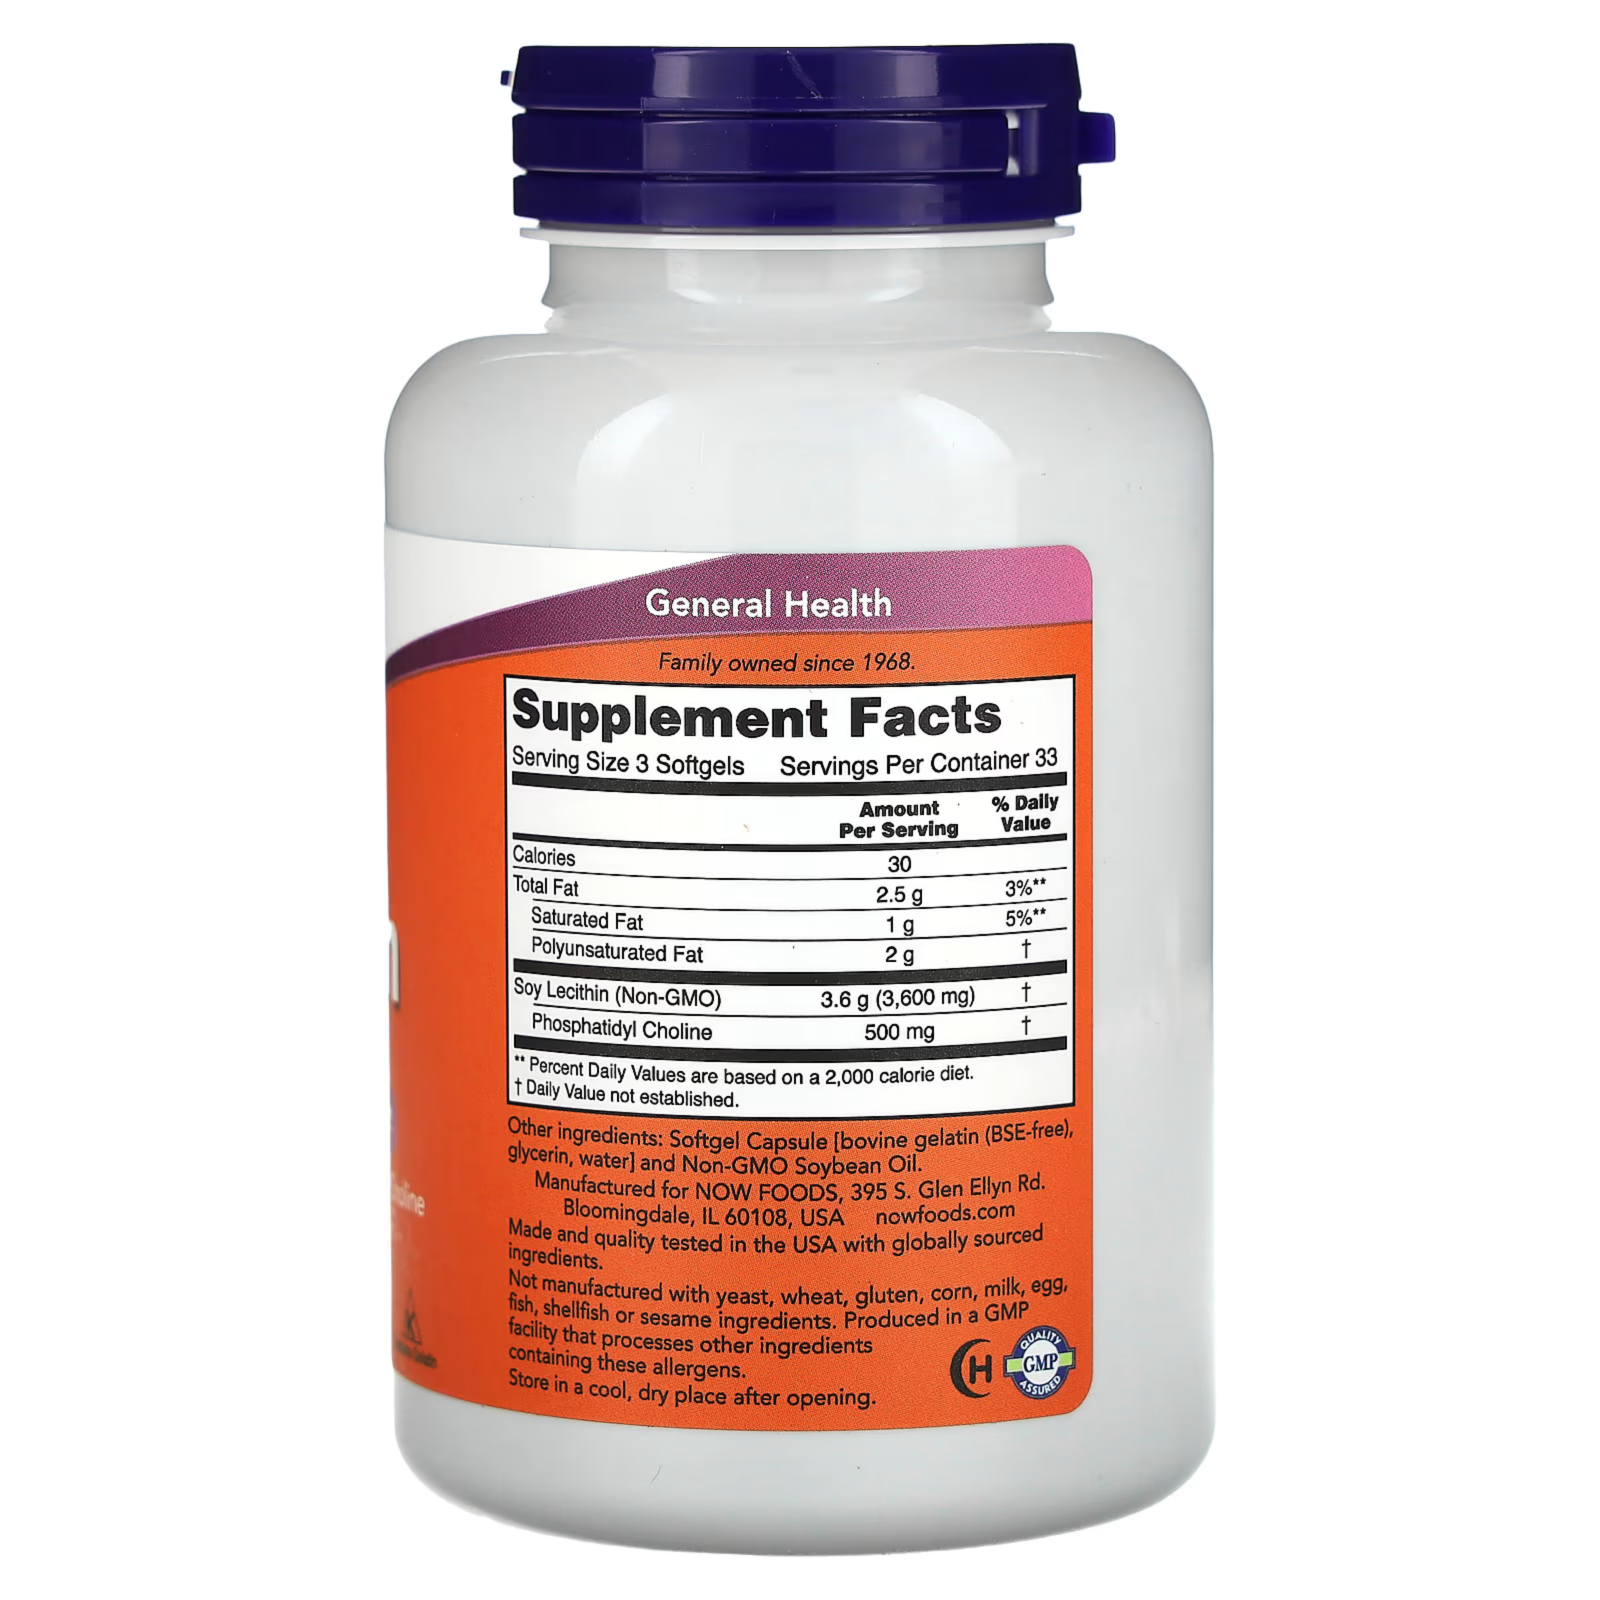 General Health
Family owned since 1968.
Supplement Facts
Serving Size 3 Softgels Servings Per Container 33
Amount Per Serving % Daily Value
Calories 30
Total Fat 2.5 g 3%**
Saturated Fat 1 g 5%**
Polyunsaturated Fat 2 g †
Soy Lecithin (Non-GMO) 3.6 g (3,600 mg) †
Phosphatidyl Choline 500 mg †
** Percent Daily Values are based on a 2,000 calorie diet.
† Daily Value not established.
Other ingredients: Softgel Capsule [bovine gelatin (BSE-free),
glycerin, water] and Non-GMO Soybean Oil.
Manufactured for NOW FOODS, 395 S. Glen Ellyn Rd.
Bloomingdale, IL 60108, USA nowfoods.com
Made and quality tested in the USA with globally sourced
ingredients.
Not manufactured with yeast, wheat, gluten, corn, milk, egg,
fish, shellfish or sesame ingredients. Produced in a GMP
facility that processes other ingredients
containing these allergens.
Store in a cool, dry place after opening.
H
QUALITY
GMP
ASSURED
K